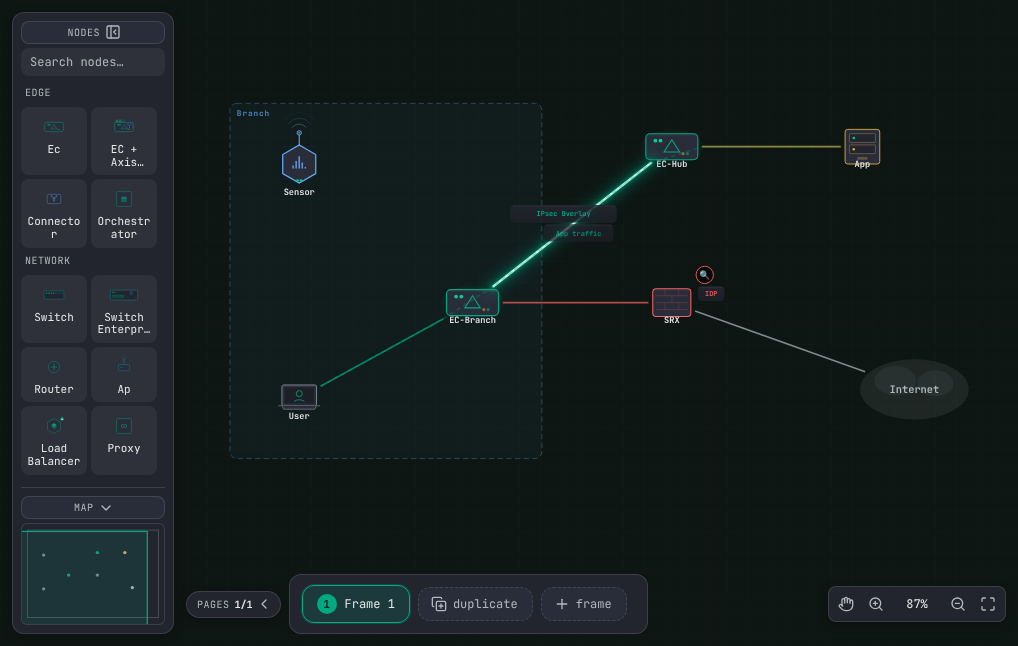 NODES
Search nodes…
EDGE
Ec
EC +
Axis…
Connecto
r
Orchestr
ator
NETWORK
Switch
Switch
Enterpr…
Router
Ap
Load
Balancer
Proxy
MAP
Branch
Sensor
EC-Hub
App
IPsec Overlay
App traffic
IDP
EC-Branch
SRX
Internet
User
PAGES 1/1
1 Frame 1
duplicate
frame
87%